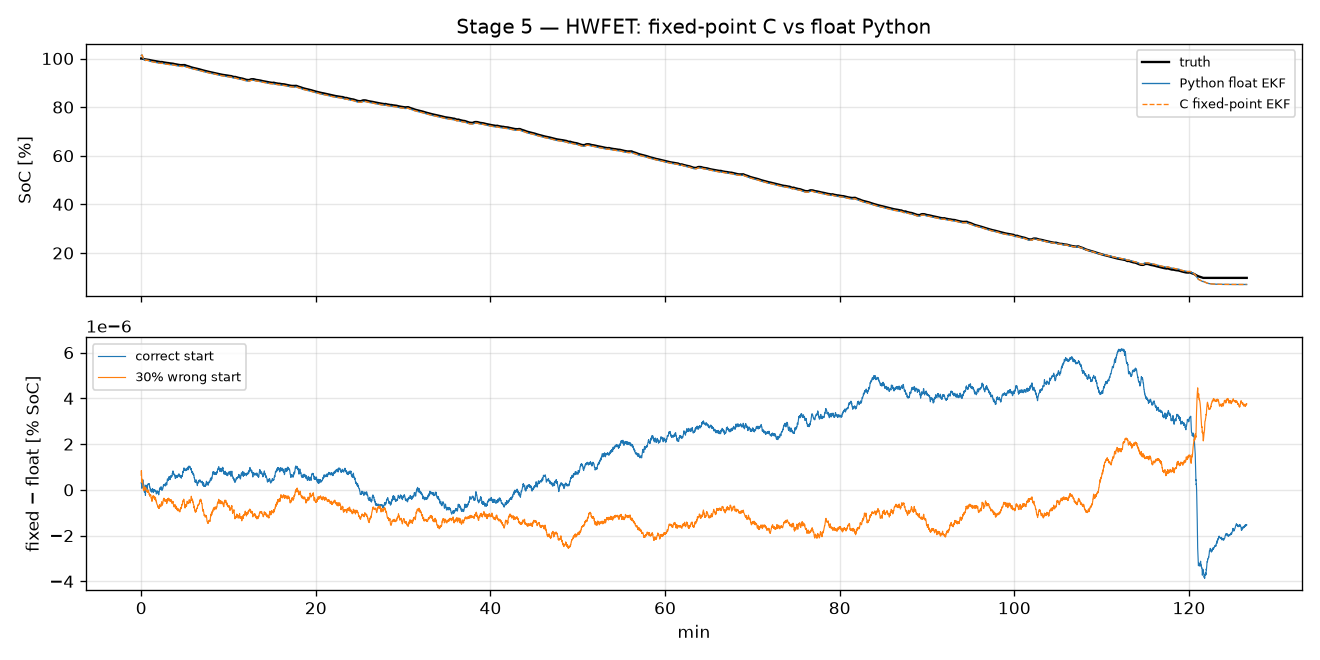 Stage 5 — HWFET: fixed-point C vs float Python
SoC [%]
100
80
60
40
20
truth
Python float EKF
C fixed-point EKF
1e−6
fixed − float [% SoC]
6
4
2
0
−2
−4
correct start
30% wrong start
0
20
40
60
80
100
120
min